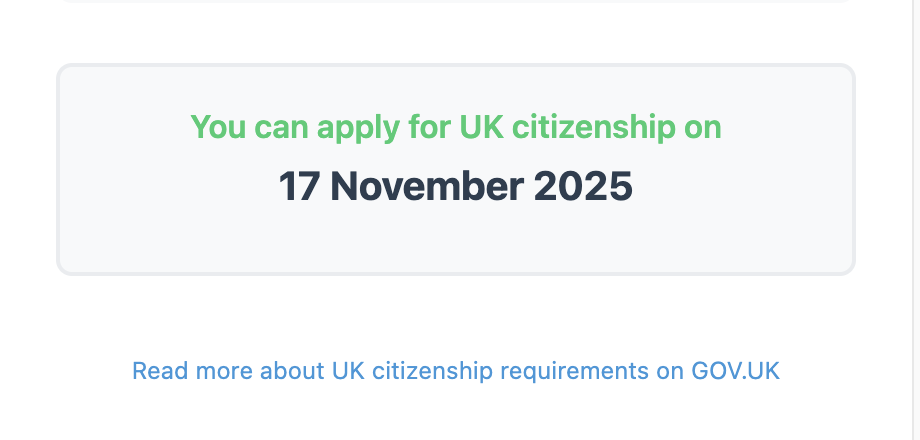 You can apply for UK citizenship on
17 November 2025
Read more about UK citizenship requirements on GOV.UK